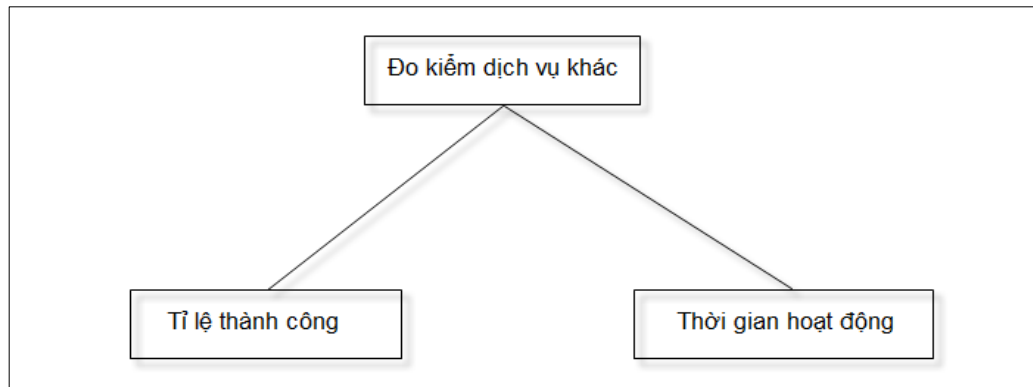 Đo kiểm dịch vụ khác
Tỉ lệ thành công
Thời gian hoạt động